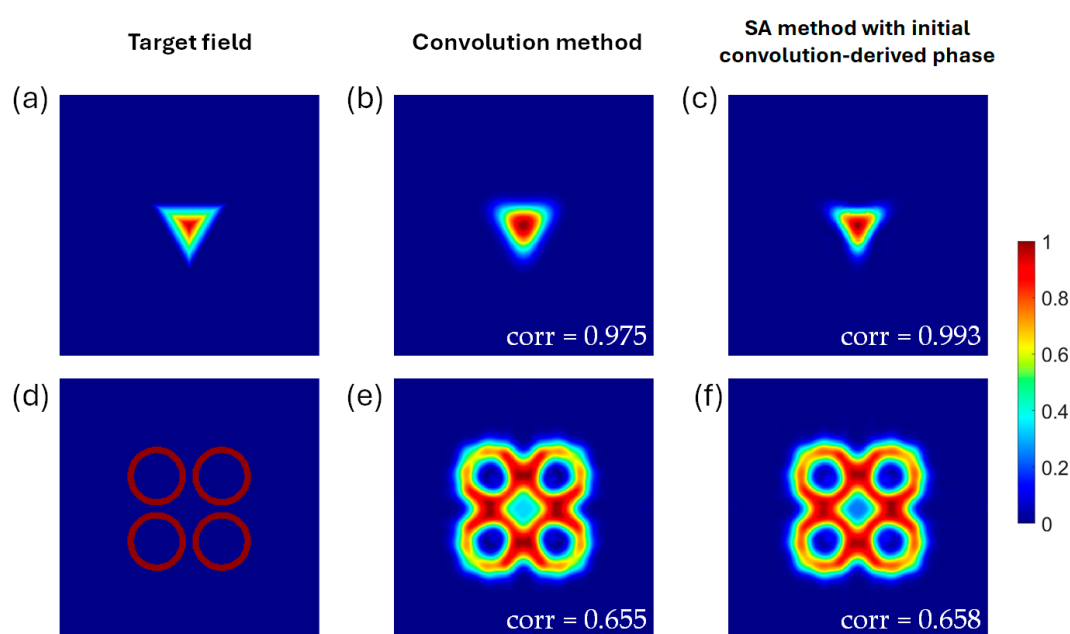 Target field
Convolution method
SA method with initial
convolution-derived phase
(a)
(b)
(c)
corr = 0.975
corr = 0.993
1
0.8
0.6
0.4
0.2
0
(d)
(e)
(f)
corr = 0.655
corr = 0.658